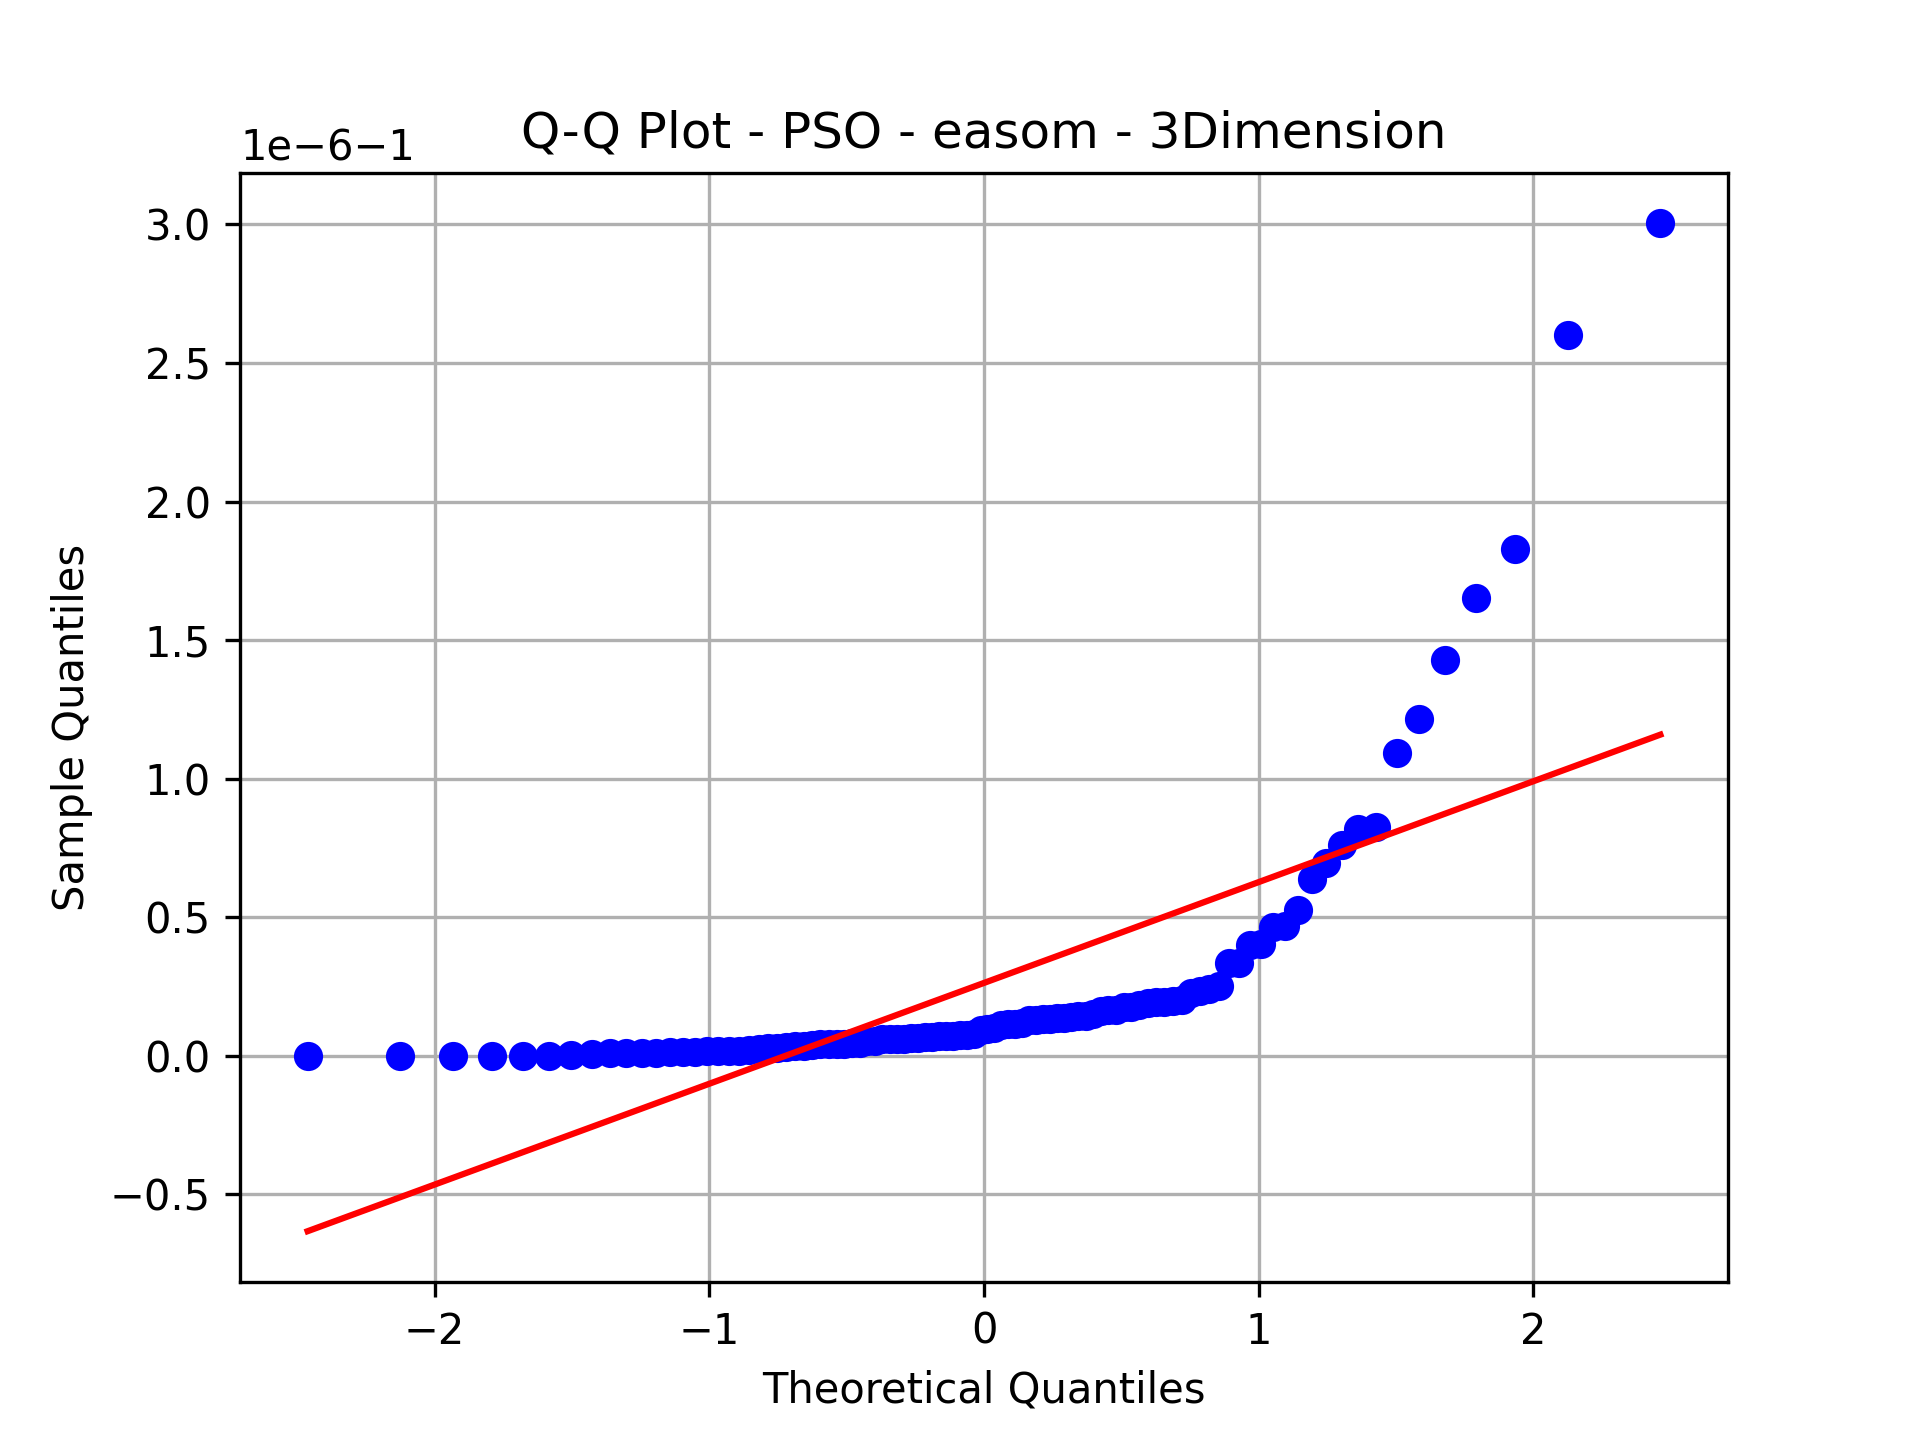 Q-Q Plot - PSO - easom - 3Dimension
1e−6−1
3.0
2.5
2.0
1.5
1.0
0.5
0.0
−0.5
Sample Quantiles
−2 −1 0 1 2
Theoretical Quantiles